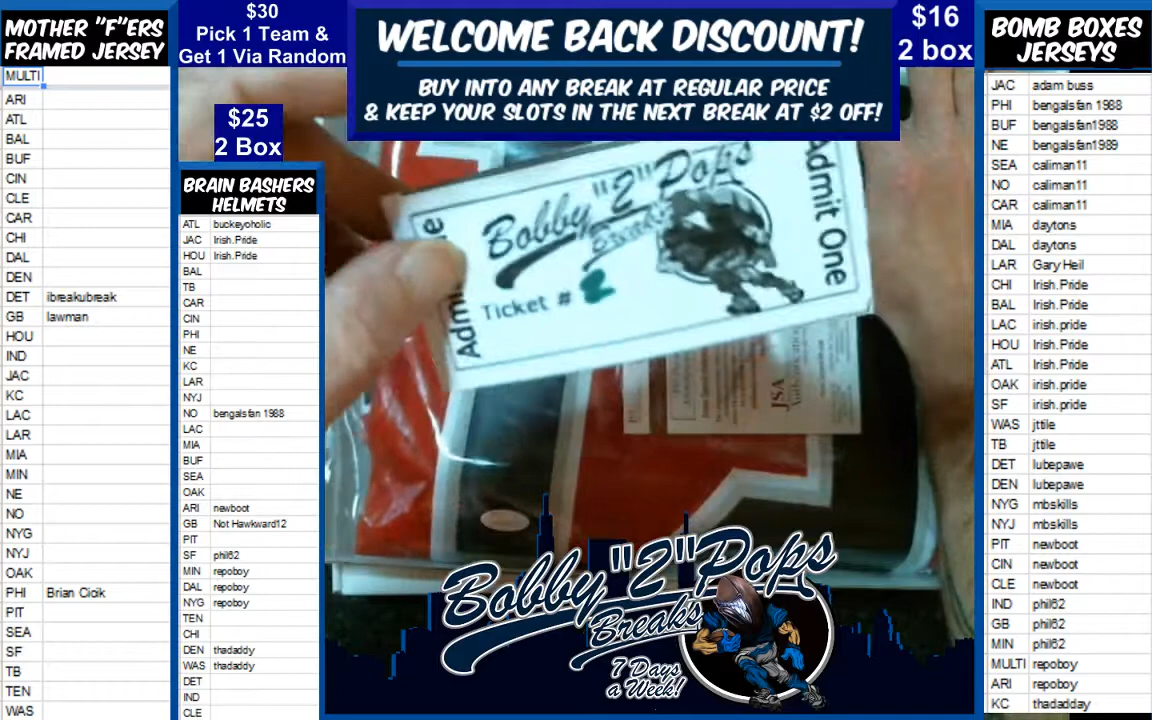 MOTHER "F"ERS
FRAMED JERSEY
MULTI
ARI
ATL
BAL
BUF
CIN
CLE
CAR
CHI
DAL
DEN
DET ibreakubreak
GB lawman
HOU
IND
JAC
KC
LAC
LAR
MIA
MIN
NE
NO
NYG
NYJ
OAK
PHI Brian Cicik
PIT
SEA
SF
TB
TEN
WAS
$30
Pick 1 Team &
Get 1 Via Random
$25
2 Box
BRAIN BASHERS
HELMETS
ATL buckeyoholic
JAC Irish.Pride
HOU Irish.Pride
BAL
TB
CAR
CIN
PHI
NE
KC
LAR
NYJ
NO bengalsfan 1988
LAC
MIA
BUF
SEA
OAK
ARI newboot
GB Not Hawkward12
PIT
SF phil62
MIN repoboy
DAL repoboy
NYG repoboy
TEN
CHI
DEN thadaddy
WAS thadaddy
DET
IND
CLE
WELCOME BACK DISCOUNT!
BUY INTO ANY BREAK AT REGULAR PRICE
& KEEP YOUR SLOTS IN THE NEXT BREAK AT $2 OFF!
Bobby "2" Pops
Breaks
Ticket # 2
Admit One
JSA
Bobby "2" Pops
Breaks
7 Days
a Week!
$16
2 box
BOMB BOXES
JERSEYS
JAC adam buss
PHI bengalsfan 1988
BUF bengalsfan1988
NE bengalsfan1989
SEA caliman11
NO caliman11
CAR caliman11
MIA daytons
DAL daytons
LAR Gary Heil
CHI Irish.Pride
BAL Irish.Pride
LAC irish.pride
HOU Irish.Pride
ATL Irish.Pride
OAK irish.pride
SF irish.pride
WAS jttile
TB jttile
DET lubepawe
DEN lubepawe
NYG mbskills
NYJ mbskills
PIT newboot
CIN newboot
CLE newboot
IND phil62
GB phil62
MIN phil62
MULTI repoboy
ARI repoboy
KC thadadday